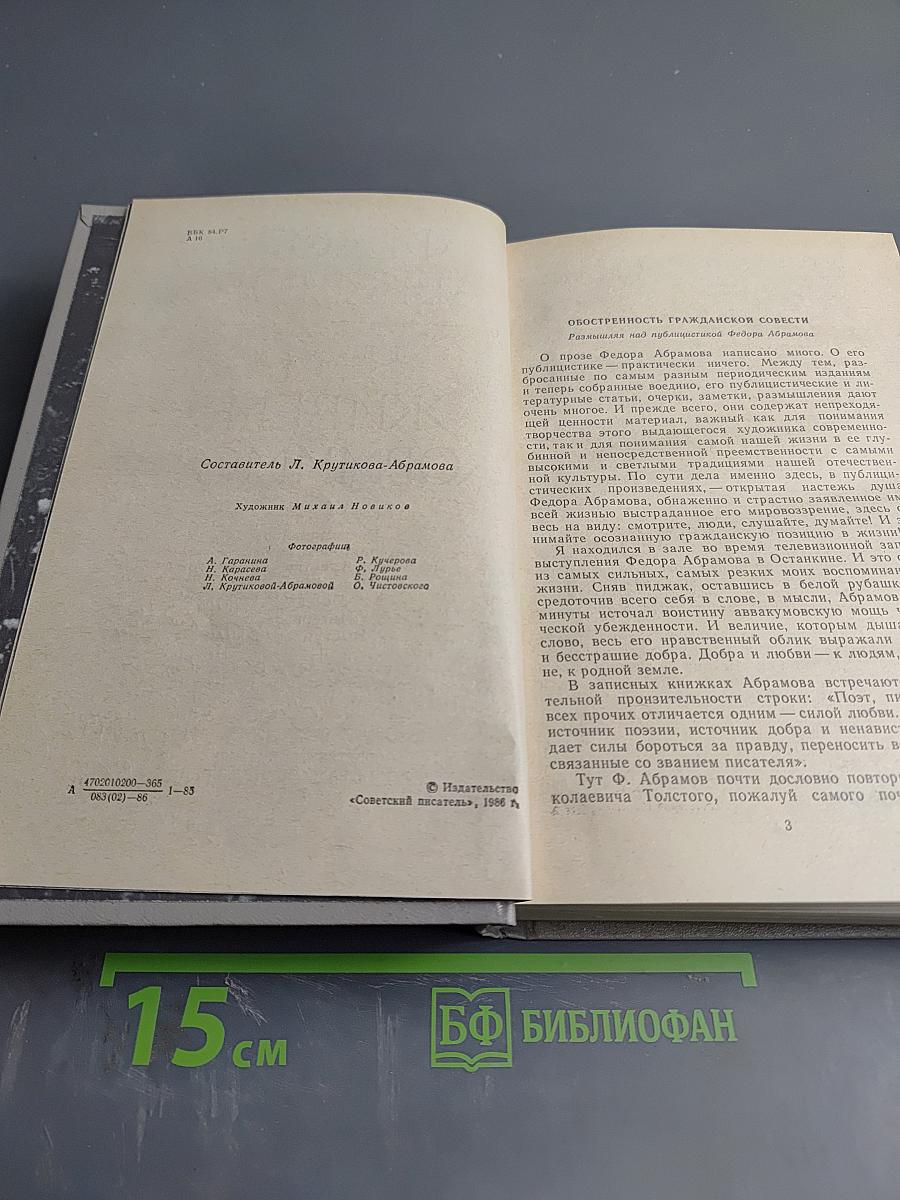 ББК 84.Р7
А 16
Составитель Л. Крутикова-Абрамова
Художник Михаил Новиков
Фотографии
А. Гаранина
Н. Карасева
Н. Кочнева
Л. Крутиковой-Абрамовой
Р. Кучерова
Ф. Лурье
Б. Рощина
О. Чистовского
А 4702010200—365
083(02)—86 1—85
© Издательство
«Советский писатель», 1986 г.
ОБОСТРЕННОСТЬ ГРАЖДАНСКОЙ СОВЕСТИ
Размышляя над публицистикой Федора Абрамова
О прозе Федора Абрамова написано много. О его
публицистике — практически ничего. Между тем, раз-
бросанные по самым разным периодическим изданиям
и теперь собранные воедино, его публицистические и ли-
тературные статьи, очерки, заметки, размышления дают
очень многое. И прежде всего, они содержат непреходя-
щей ценности материал, важный как для понимания
творчества этого выдающегося художника современно-
сти, так и для понимания самой нашей жизни в ее глу-
бинной и непосредственной преемственности с самыми
высокими и светлыми традициями нашей отечествен-
ной культуры. По сути дела именно здесь, в публици-
стических произведениях, — открытая настежь душа
Федора Абрамова, обнаженно и страстно заявленное им
всей жизнью выстраданное его мировоззрение, здесь о
весь на виду: смотрите, люди, слушайте, думайте! И з
нимайте осознанную гражданскую позицию в жизни!
Я находился в зале во время телевизионной зап
выступления Федора Абрамова в Останкине. И это о
из самых сильных, самых резких моих воспоминан
жизни. Сняв пиджак, оставшись в белой рубашк
средоточив всего себя в слове, в мысли, Абрамов
минуты источал воистину аввакумовскую мощь ч
ческой убежденности. И величие, которым дыша
слово, весь его нравственный облик выражали
и бесстрашие добра. Добра и любви — к людям,
не, к родной земле.
В записных книжках Абрамова встречают
тельной пронзительности строки: «Поэт, пи
всех прочих отличается одним — силой любви.
источник поэзии, источник добра и ненавист
дает силы бороться за правду, переносить в
связанные со званием писателя».
Тут Ф. Абрамов почти дословно повтори
колаевича Толстого, пожалуй самого поч
3
15 см
БФ БИБЛИОФАН